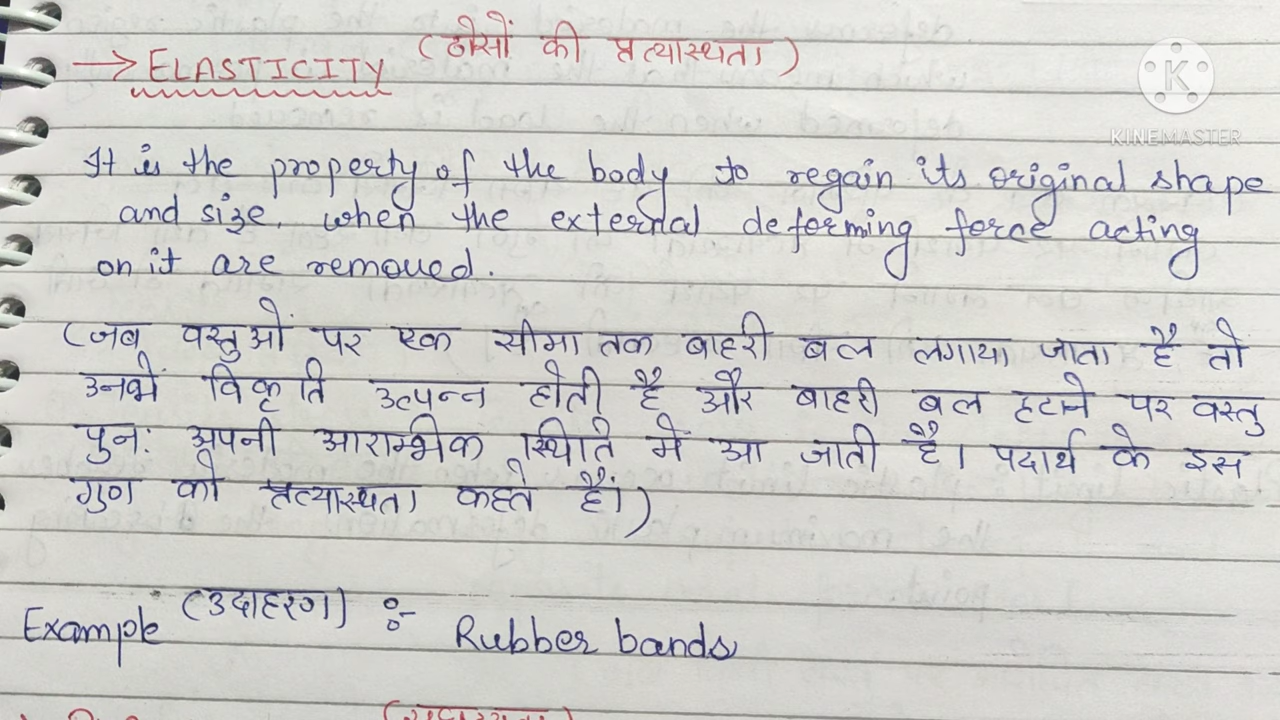 (ठोसों की प्रत्यास्थता)
→ ELASTICITY
KINEMASTER
It is the property of the body to regain its original shape
and size. when the external deforming force acting
on it are removed.
(जब वस्तुओं पर एक सीमा तक बाहरी बल लगाया जाता है तो
उनमें विकृति उत्पन्न होती है और बाहरी बल हटाने पर वस्तु
पुनः अपनी आराम्भिक स्थिति में आ जाती है। पदार्थ के इस
गुण को प्रत्यास्थता कहते हैं।)
Example (उदाहरण) :- Rubber bands